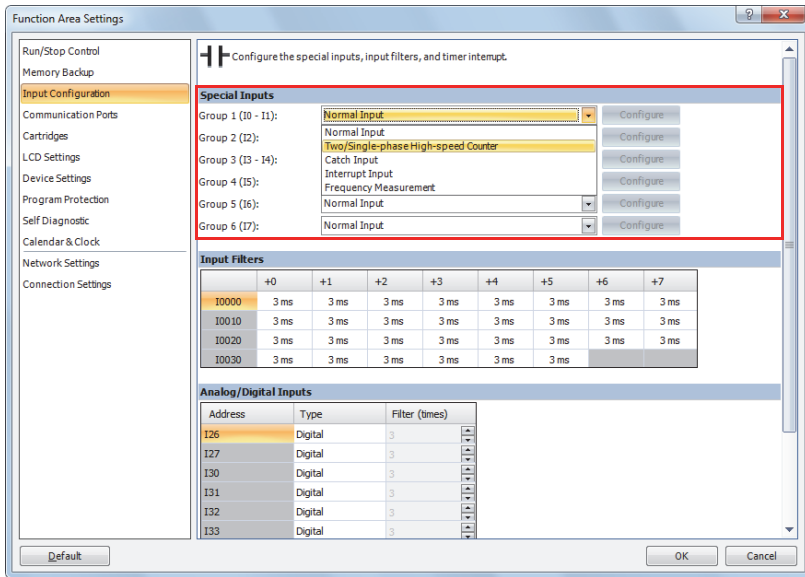 Function Area Settings
Run/Stop Control
Memory Backup
Input Configuration
Communication Ports
Cartridges
LCD Settings
Device Settings
Program Protection
Self Diagnostic
Calendar & Clock
Network Settings
Connection Settings
Configure the special inputs, input filters, and timer interrupt.
Special Inputs
Group 1 (I0 - I1): Normal Input Configure
Group 2 (I2): Configure
Group 3 (I3 - I4): Configure
Group 4 (I5): Configure
Normal Input
Two/Single-phase High-speed Counter
Catch Input
Interrupt Input
Frequency Measurement
Group 5 (I6): Normal Input Configure
Group 6 (I7): Normal Input Configure
Input Filters
+0 +1 +2 +3 +4 +5 +6 +7
I0000 3 ms 3 ms 3 ms 3 ms 3 ms 3 ms 3 ms 3 ms
I0010 3 ms 3 ms 3 ms 3 ms 3 ms 3 ms 3 ms 3 ms
I0020 3 ms 3 ms 3 ms 3 ms 3 ms 3 ms 3 ms 3 ms
I0030 3 ms 3 ms 3 ms 3 ms 3 ms 3 ms
Analog/Digital Inputs
Address Type Filter (times)
I26 Digital 3
I27 Digital 3
I30 Digital 3
I31 Digital 3
I32 Digital 3
I33 Digital 3
Default OK Cancel